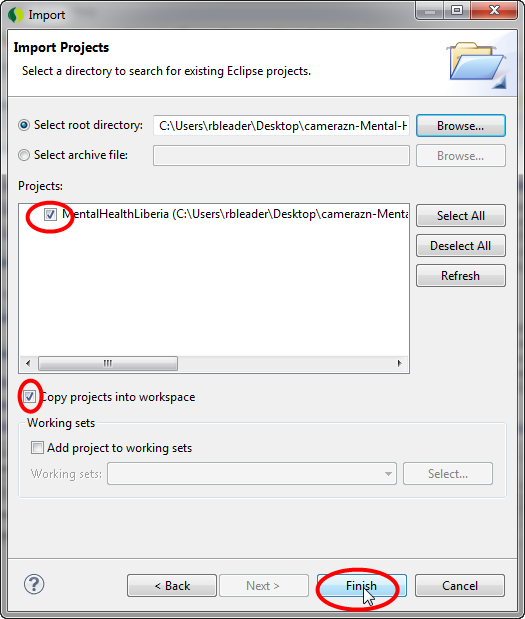 Import
Import Projects
Select a directory to search for existing Eclipse projects.
Select root directory: C:\Users\rbleader\Desktop\camerazn-Mental-H Browse...
Select archive file: Browse...
Projects:
MentalHealthLiberia (C:\Users\rbleader\Desktop\camerazn-Menta Select All
Deselect All
Refresh
Copy projects into workspace
Working sets
Add project to working sets
Working sets: Select...
? < Back Next > Finish Cancel